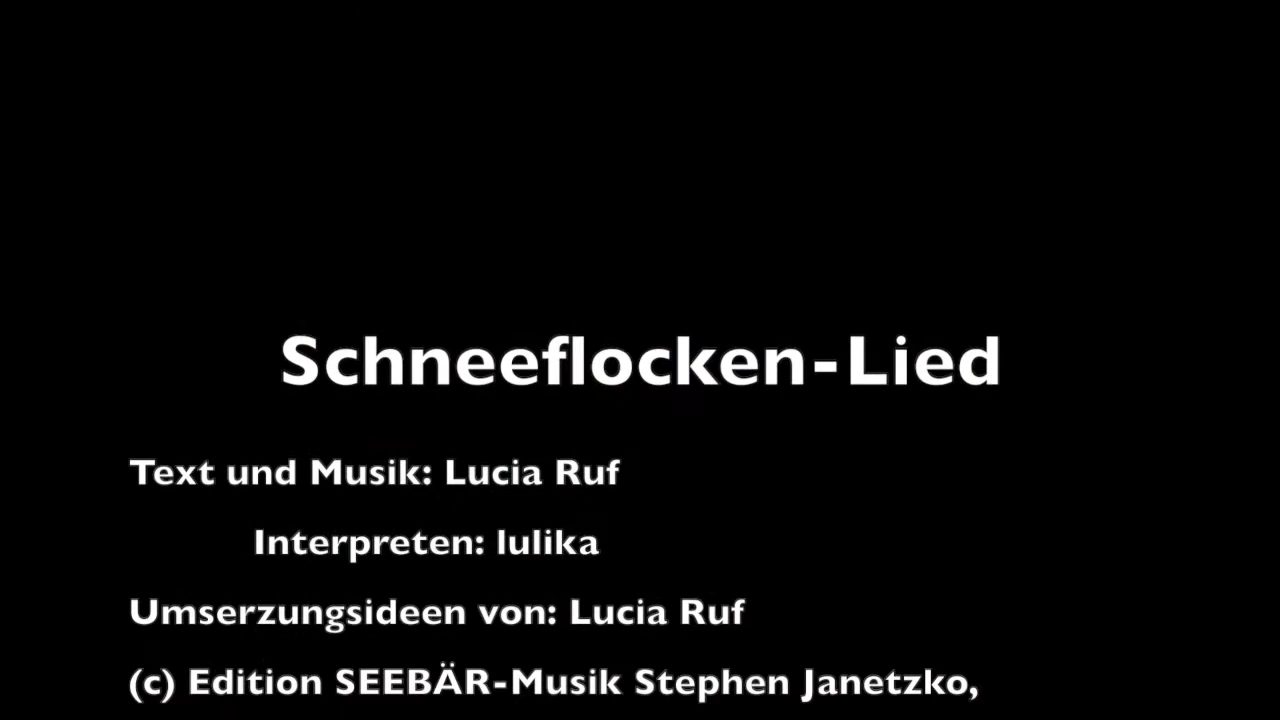 Schneeflocken-Lied
Text und Musik: Lucia Ruf
Interpreten: lulika
Umserzungsideen von: Lucia Ruf
(c) Edition SEEBÄR-Musik Stephen Janetzko,